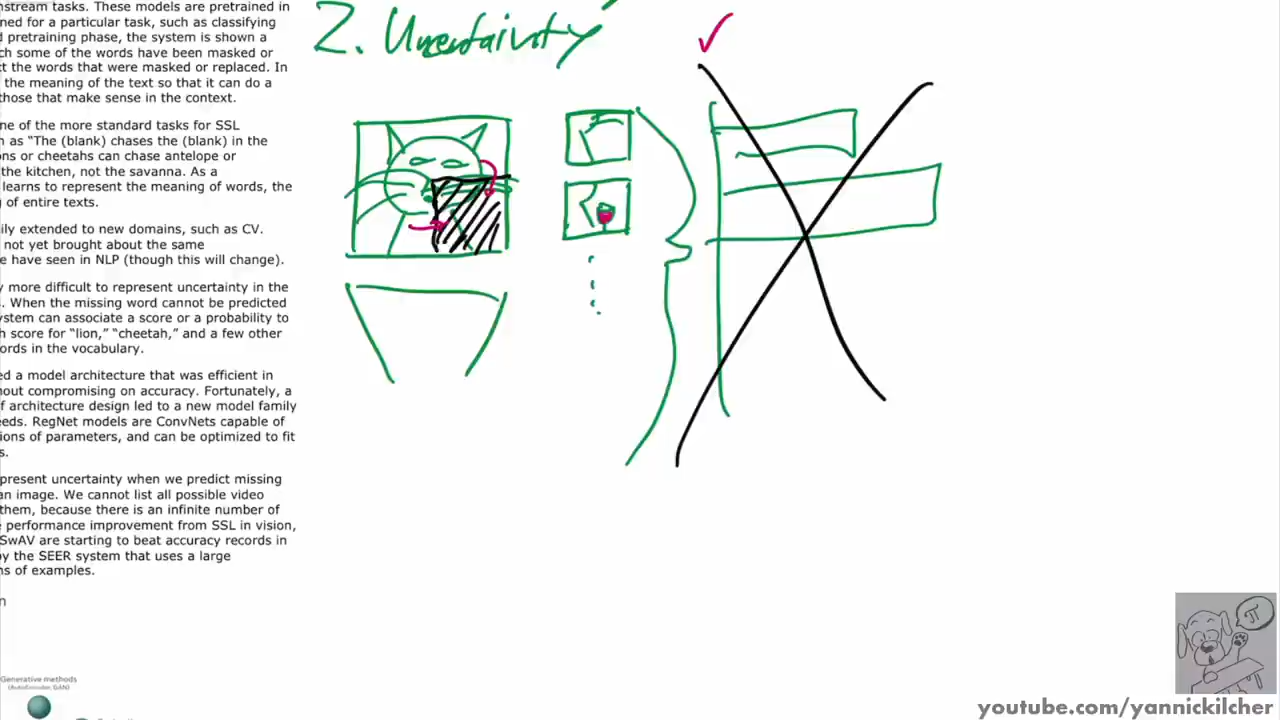 nstream tasks. These models are pretrained in
ned for a particular task, such as classifying
d pretraining phase, the system is shown a
ch some of the words have been masked or
ct the words that were masked or replaced. In
the meaning of the text so that it can do a
those that make sense in the context.
ne of the more standard tasks for SSL
h as “The (blank) chases the (blank) in the
ons or cheetahs can chase antelope or
the kitchen, not the savanna. As a
learns to represent the meaning of words, the
g of entire texts.
ily extended to new domains, such as CV.
not yet brought about the same
e have seen in NLP (though this will change).
y more difficult to represent uncertainty in the
s. When the missing word cannot be predicted
ystem can associate a score or a probability to
h score for “lion,” “cheetah,” and a few other
ords in the vocabulary.
ed a model architecture that was efficient in
hout compromising on accuracy. Fortunately, a
f architecture design led to a new model family
eeds. RegNet models are ConvNets capable of
ions of parameters, and can be optimized to fit
s.
present uncertainty when we predict missing
an image. We cannot list all possible video
them, because there is an infinite number of
e performance improvement from SSL in vision,
SwAV are starting to beat accuracy records in
by the SEER system that uses a large
ns of examples.
n
Generative methods
(AutoEncoder, GAN)
2. Uncertainty
π
youtube.com/yannickilcher